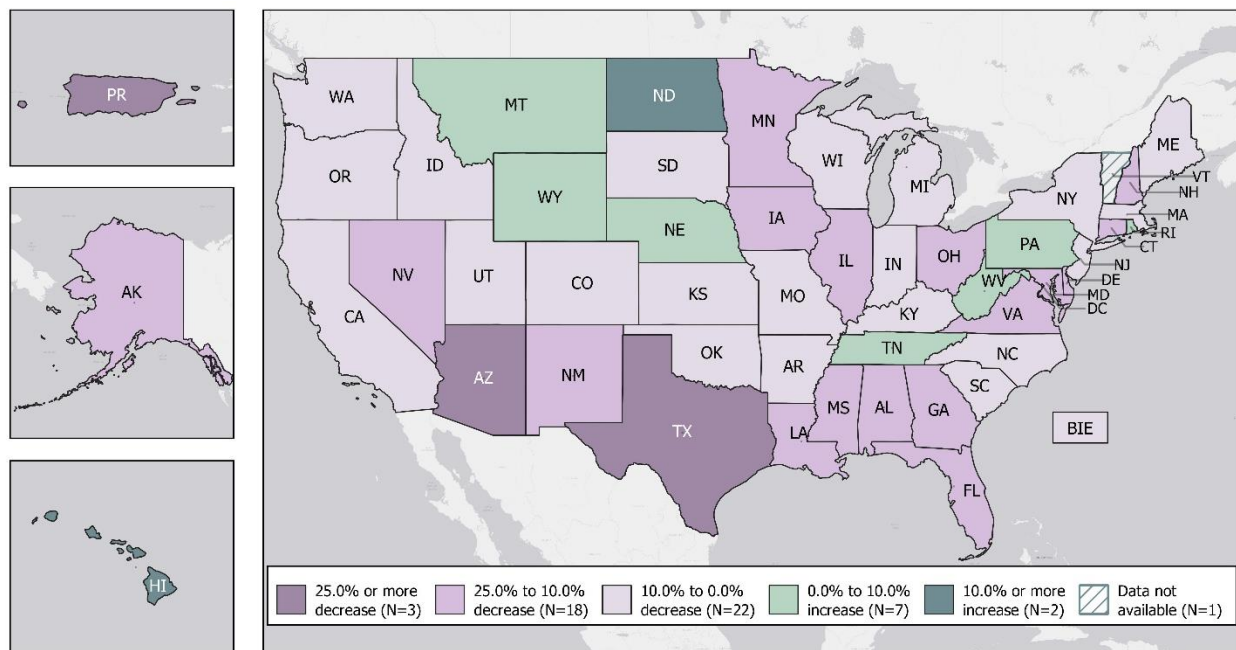 PR
AK
HI
WA
MT
ND
MN
OR
ID
SD
WI
MI
NY
ME
VT
NH
MA
RI
CT
WY
NE
IA
PA
NJ
DE
MD
DC
NV
UT
CO
KS
MO
IL
IN
OH
WV
VA
KY
CA
AZ
NM
OK
AR
TN
NC
SC
TX
LA
MS
AL
GA
FL
BIE
25.0% or more
decrease (N=3)
25.0% to 10.0%
decrease (N=18)
10.0% to 0.0%
decrease (N=22)
0.0% to 10.0%
increase (N=7)
10.0% or more
increase (N=2)
Data not
available (N=1)